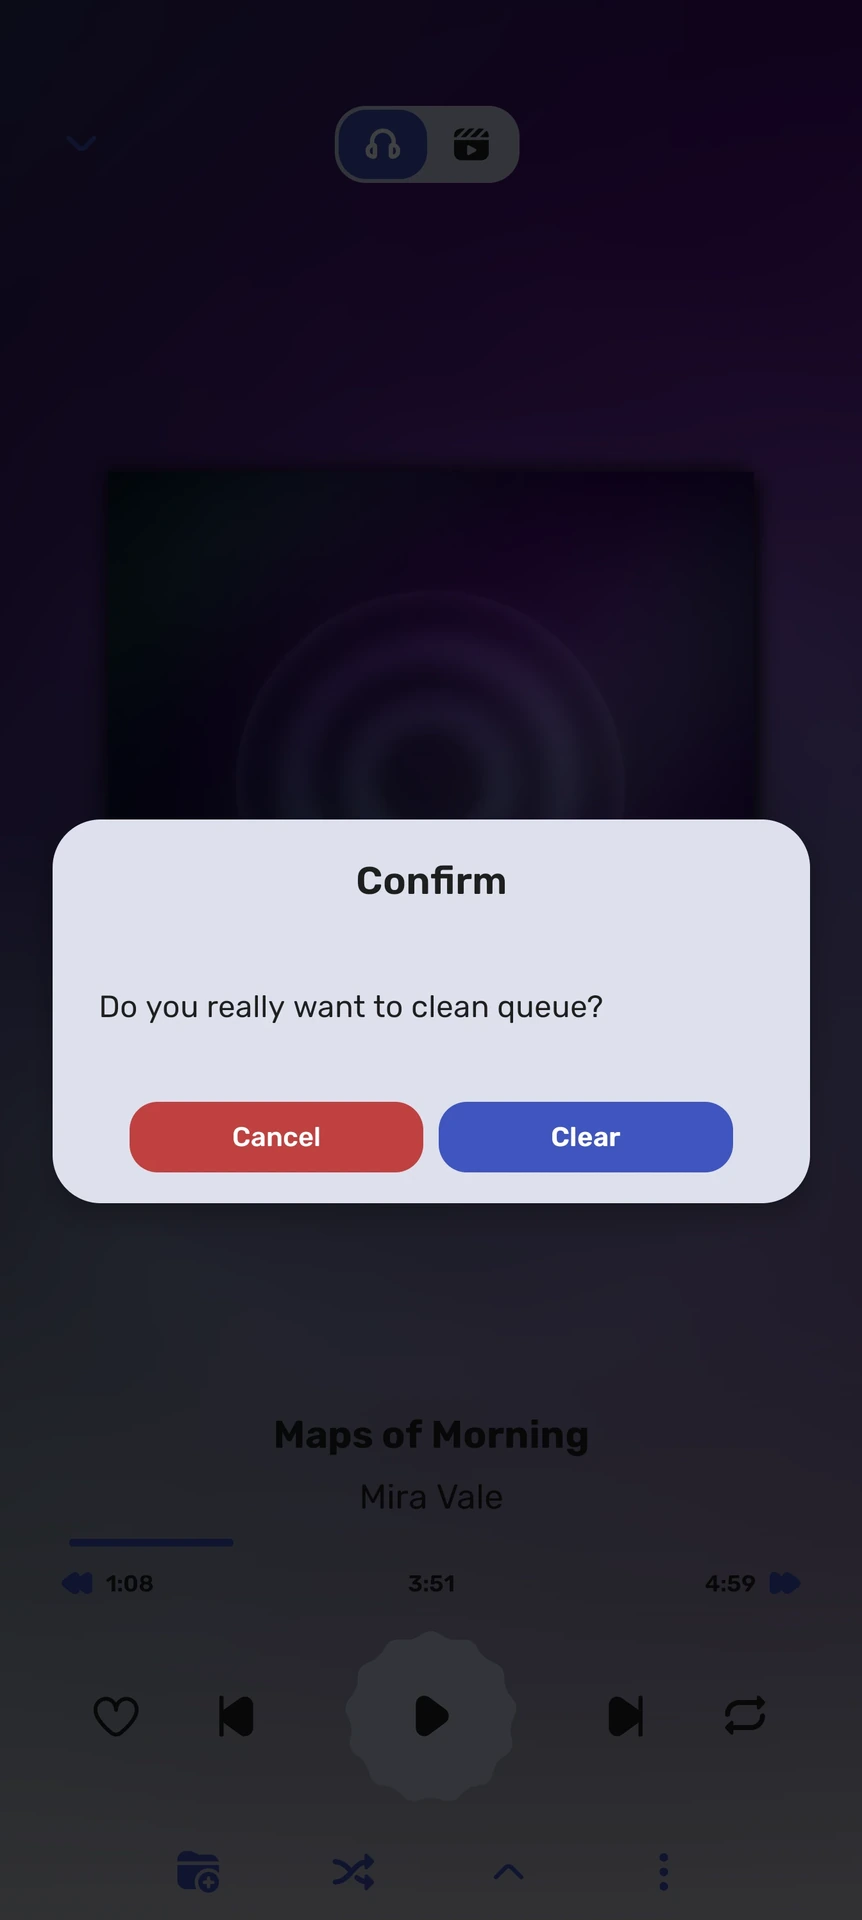 Confirm
Do you really want to clean queue?
Cancel Clear
Maps of Morning
Mira Vale
1:08 3:51 4:59